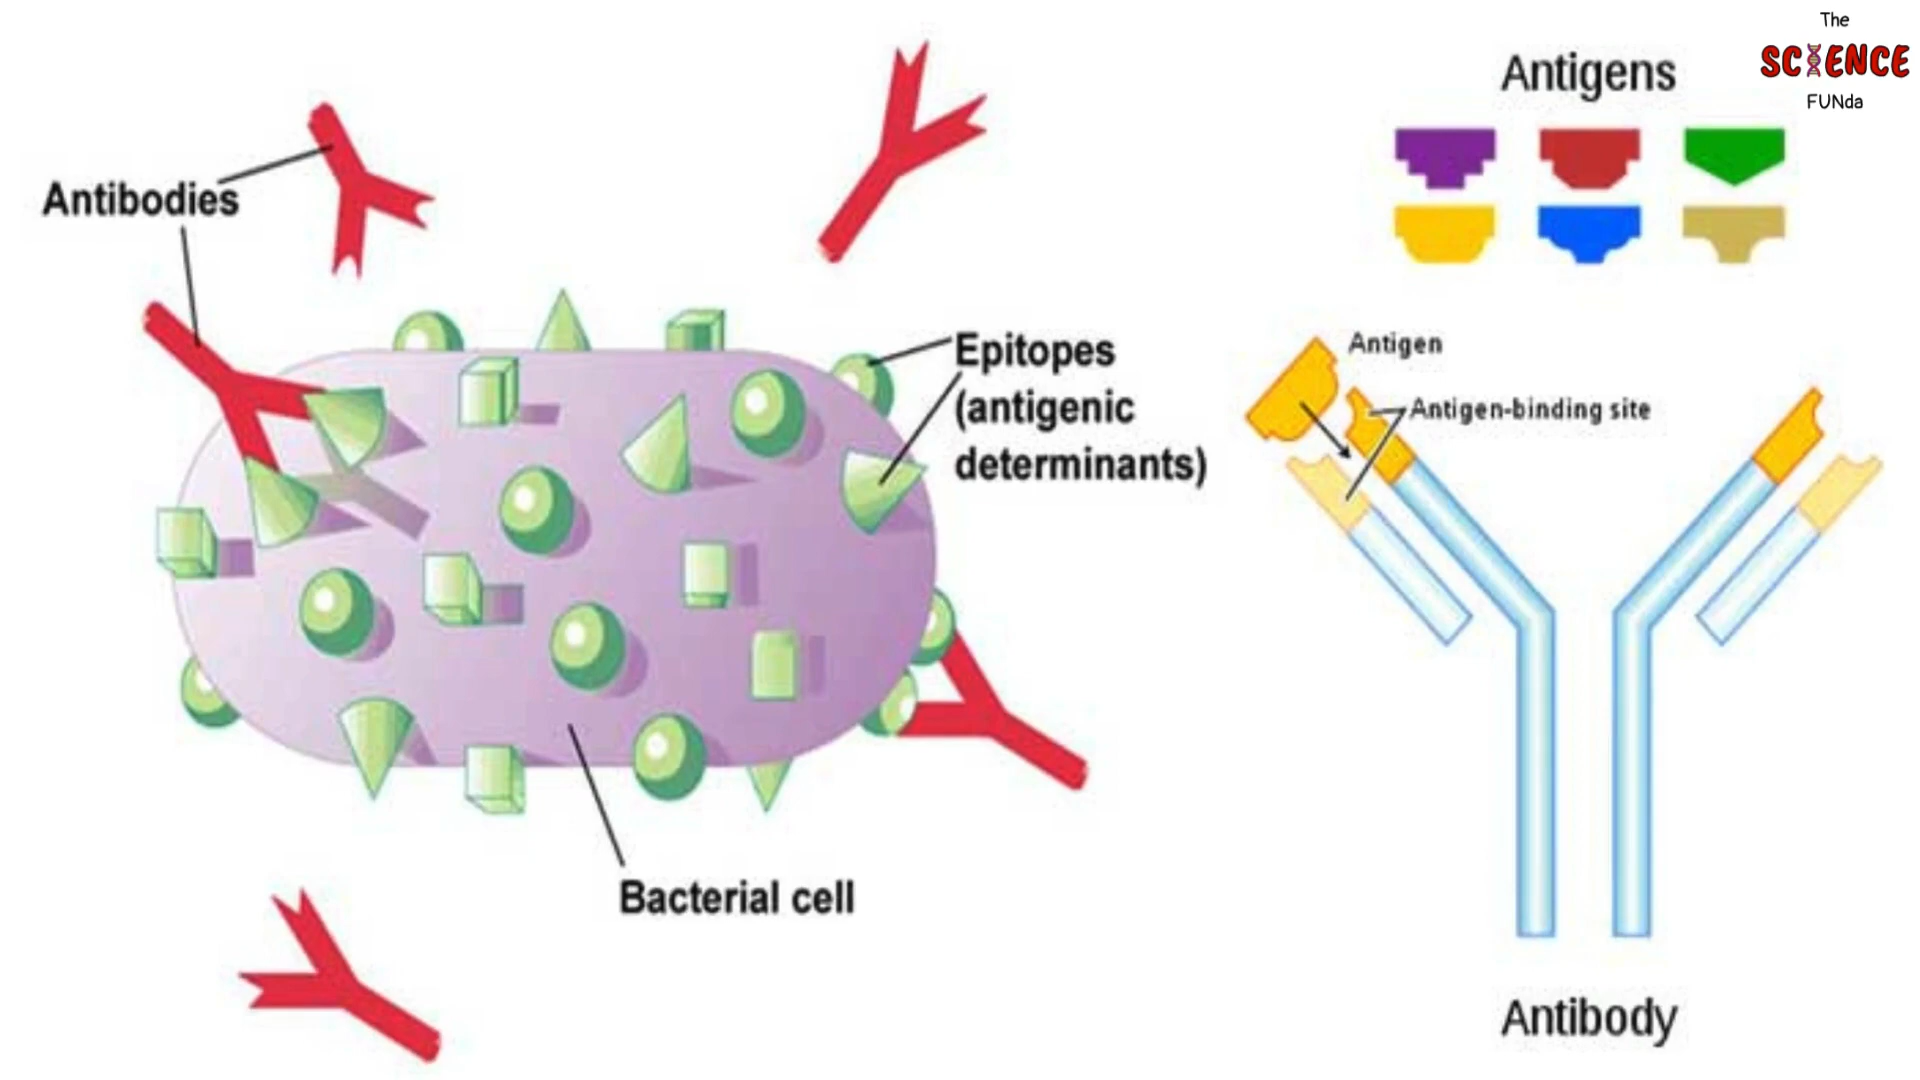 The
SCIENCE
FUNda
Antigens
Antibodies
Epitopes
(antigenic
determinants)
Antigen
Antigen-binding site
Bacterial cell
Antibody